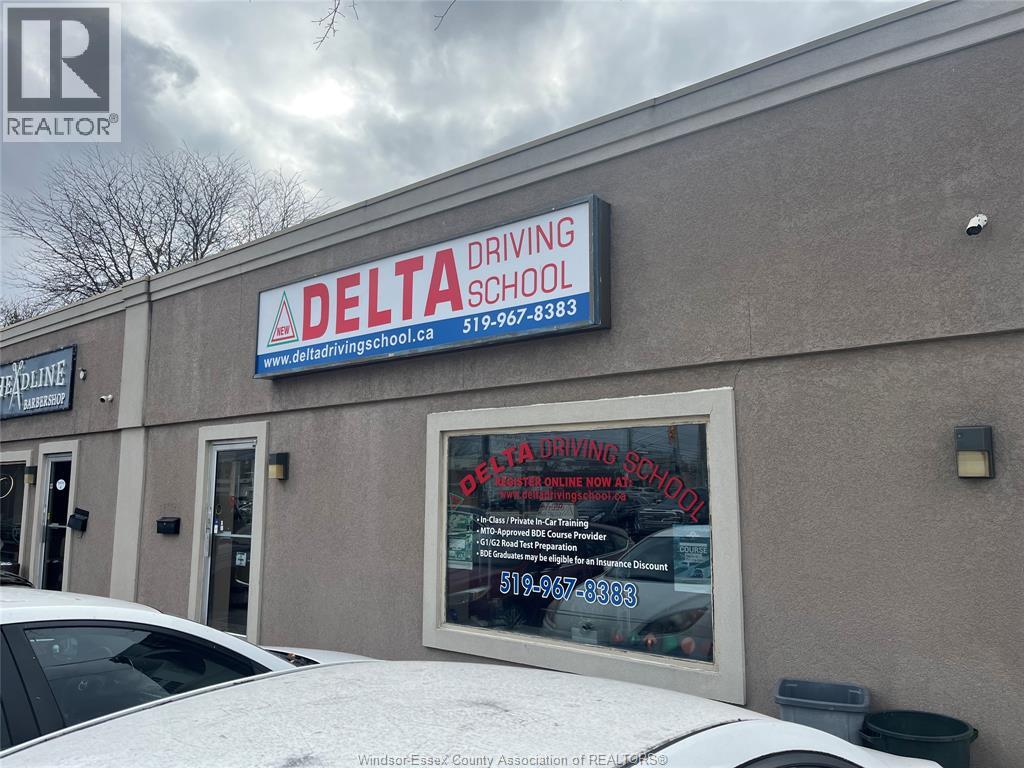 REALTOR®
NEW
DELTA DRIVING SCHOOL
www.deltadrivingschool.ca 519-967-8383
HEADLINE
BARBERSHOP
DELTA DRIVING SCHOOL
REGISTER ONLINE NOW AT:
www.deltadrivingschool.ca
• In-Class / Private In-Car Training
• MTO-Approved BDE Course Provider
• G1/G2 Road Test Preparation
• BDE Graduates may be eligible for an Insurance Discount
519-967-8383
COURSE
Windsor-Essex County Association of REALTORS®